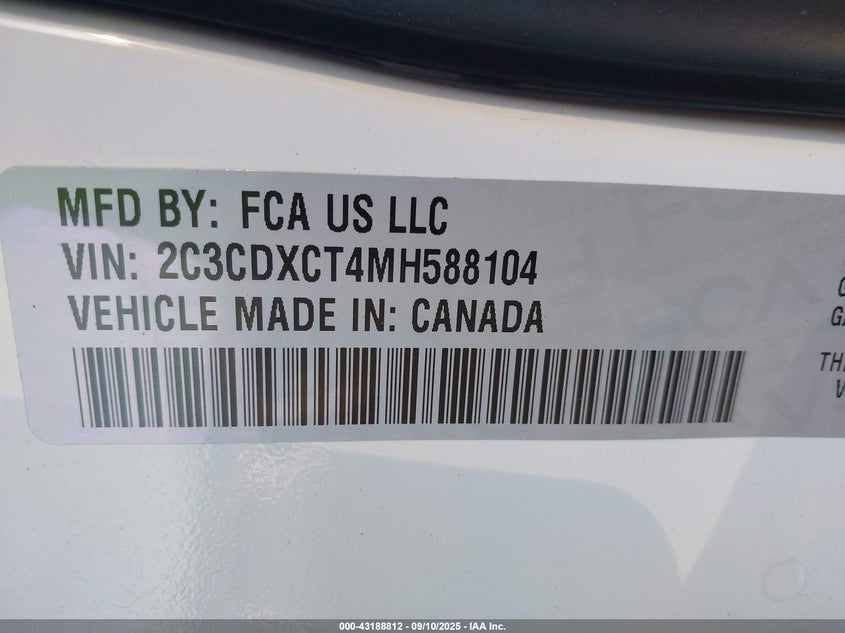 MFD BY: FCA US LLC
VIN: 2C3CDXCT4MH588104
VEHICLE MADE IN: CANADA
000-43188812 — 09/10/2025 — IAA Inc.